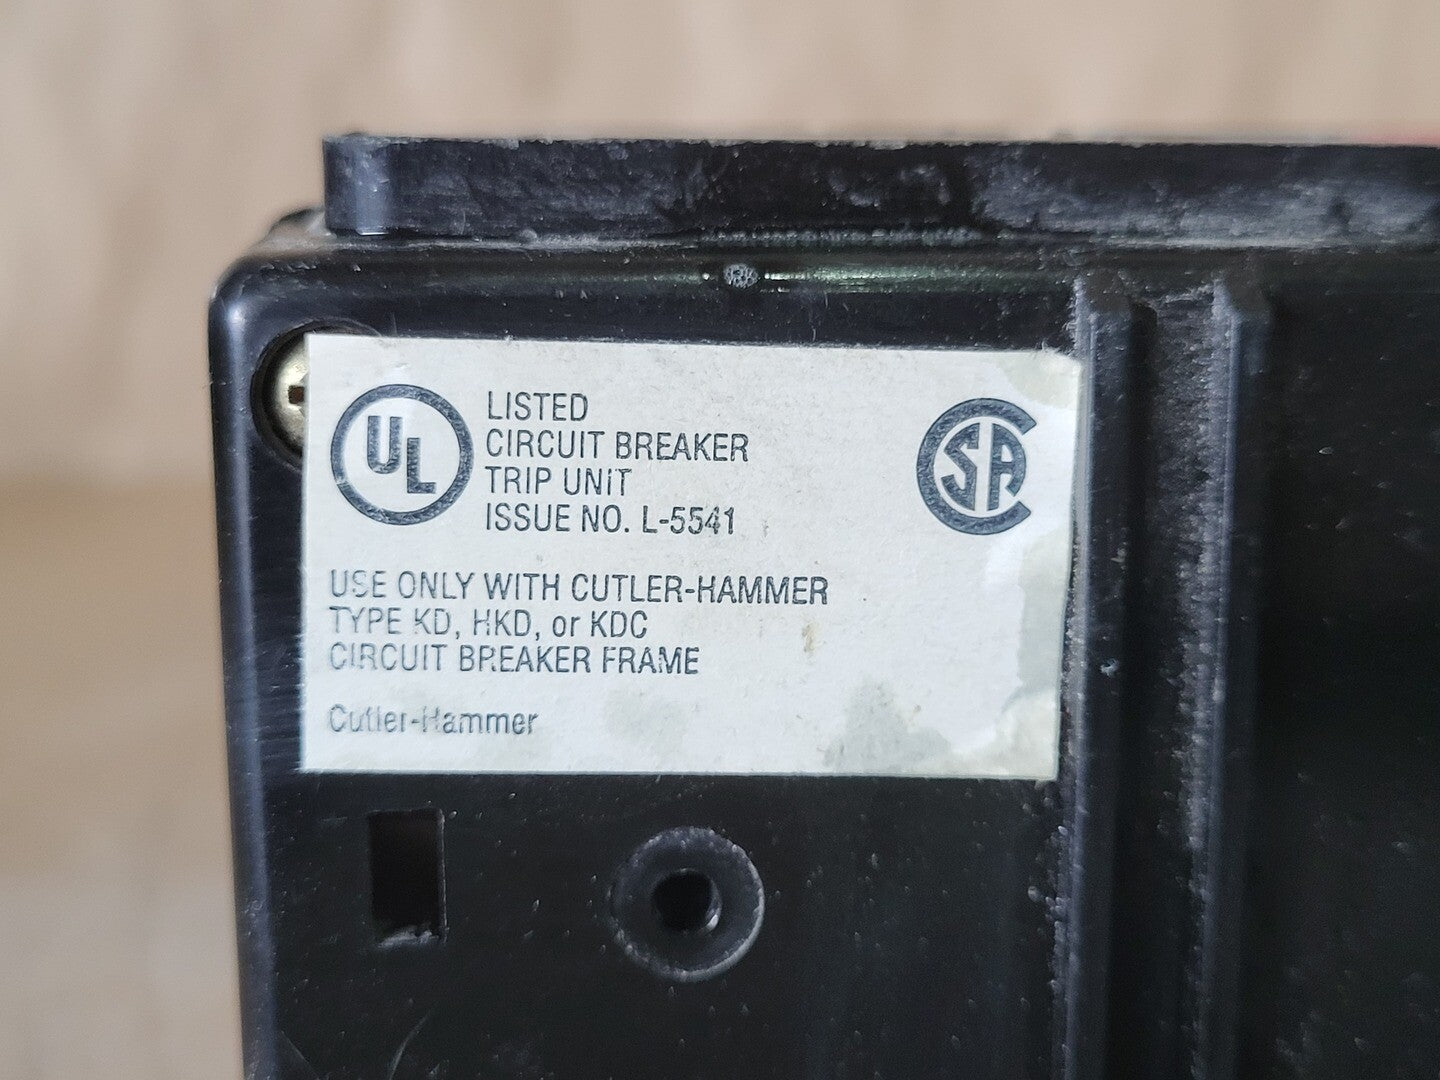 UL
LISTED
CIRCUIT BREAKER
TRIP UNIT
ISSUE NO. L-5541
SA
USE ONLY WITH CUTLER-HAMMER
TYPE KD, HKD, or KDC
CIRCUIT BREAKER FRAME
Cutler-Hammer